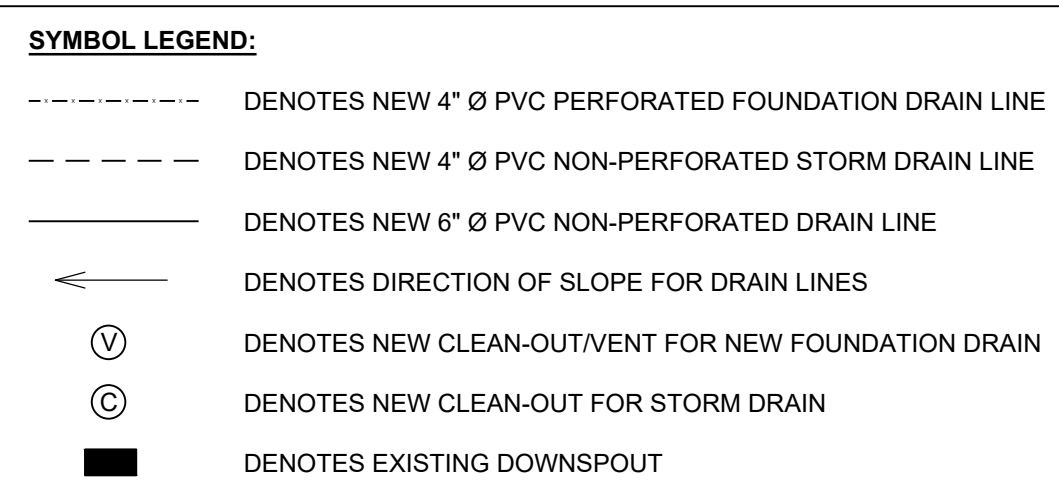 SYMBOL LEGEND:
x x x x x x DENOTES NEW 4" Ø PVC PERFORATED FOUNDATION DRAIN LINE
DENOTES NEW 4" Ø PVC NON-PERFORATED STORM DRAIN LINE
DENOTES NEW 6" Ø PVC NON-PERFORATED DRAIN LINE
DENOTES DIRECTION OF SLOPE FOR DRAIN LINES
V DENOTES NEW CLEAN-OUT/VENT FOR NEW FOUNDATION DRAIN
C DENOTES NEW CLEAN-OUT FOR STORM DRAIN
DENOTES EXISTING DOWNSPOUT